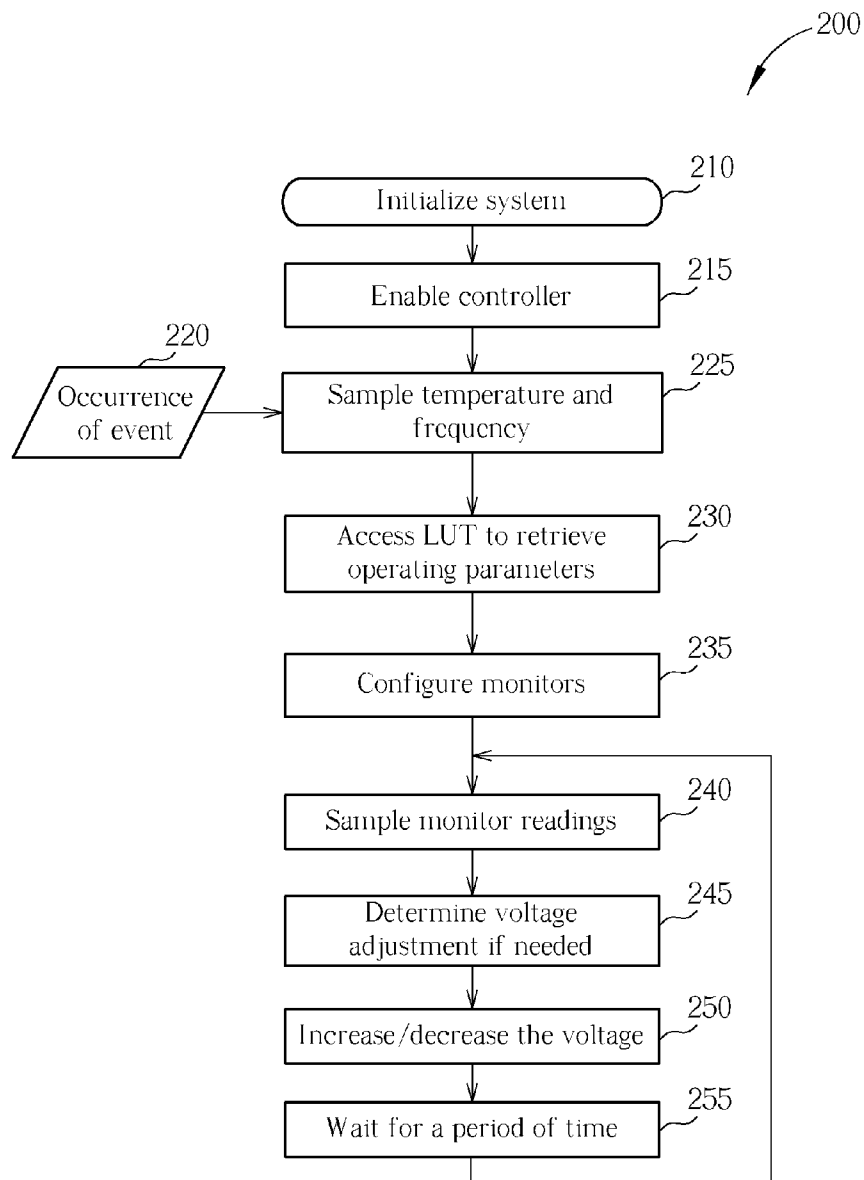 200
210
Initialize system
215
Enable controller
220
Occurrence
of event
225
Sample temperature and
frequency
230
Access LUT to retrieve
operating parameters
235
Configure monitors
240
Sample monitor readings
245
Determine voltage
adjustment if needed
250
Increase/decrease the voltage
255
Wait for a period of time